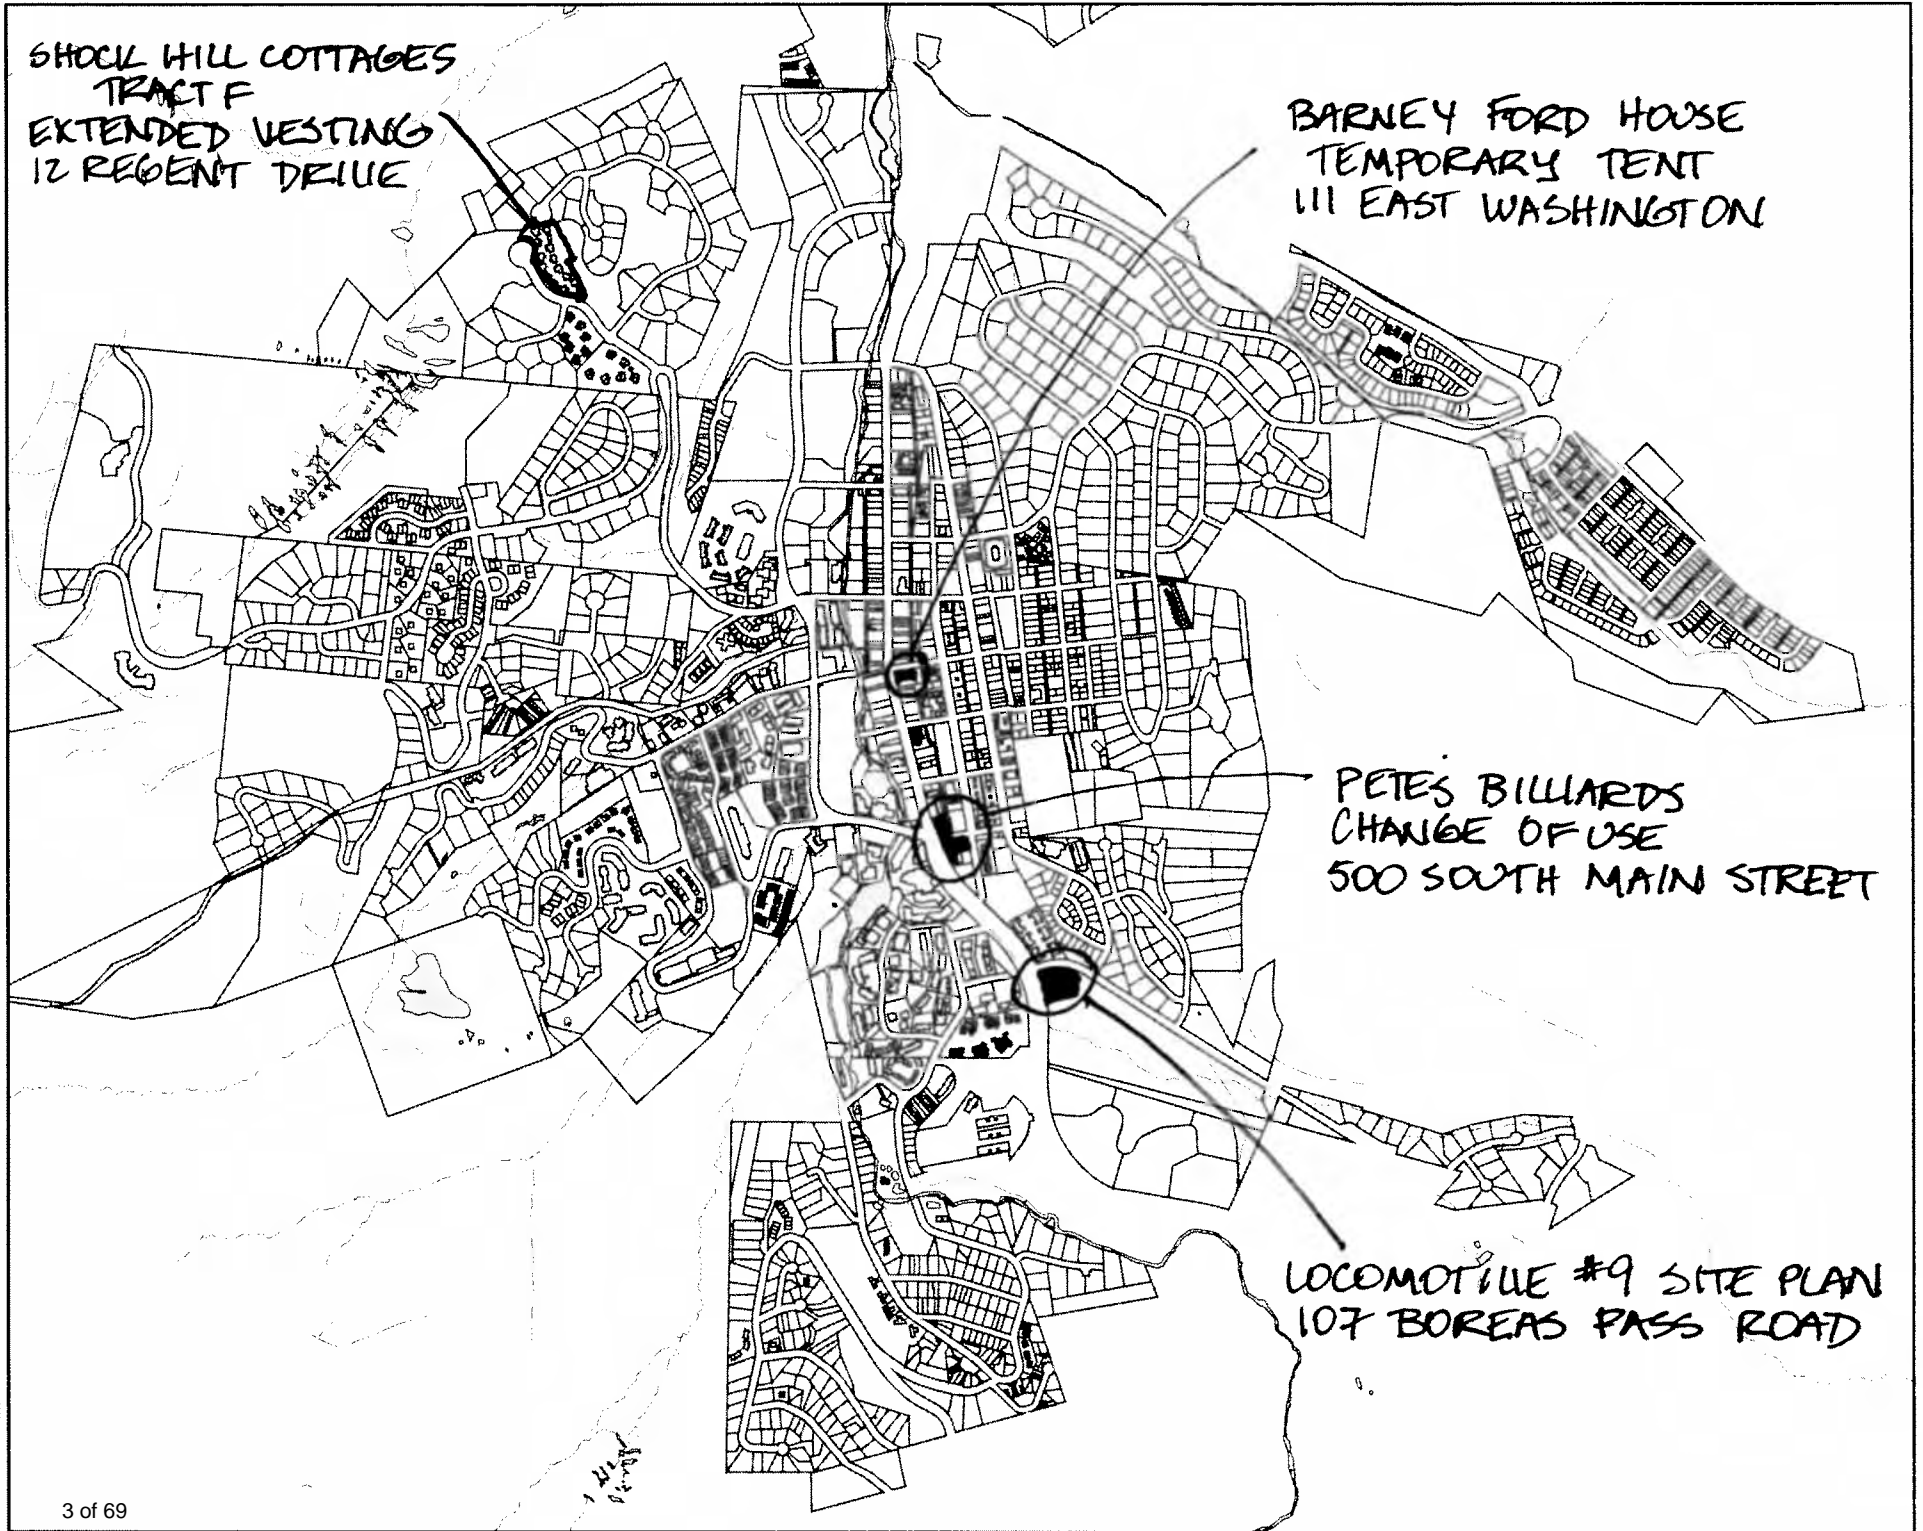 SHOCK HILL COTTAGES
TRACT F
EXTENDED VESTING
12 REGENT DRIVE
BARNEY FORD HOUSE
TEMPORARY TENT
111 EAST WASHINGTON
PETES BILLIARDS
CHANGE OF USE
500 SOUTH MAIN STREET
LOCOMOTIVE #9 SITE PLAN
107 BOREAS PASS ROAD
3 of 69